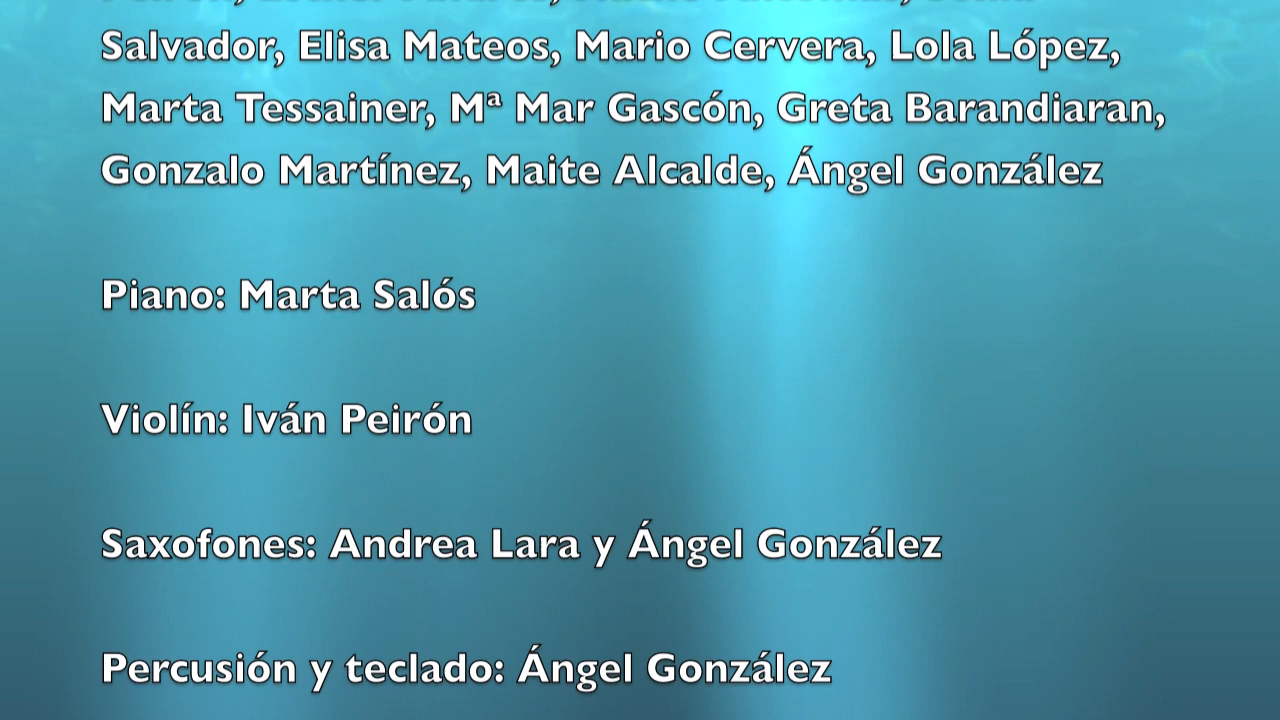 Salvador, Elisa Mateos, Mario Cervera, Lola López,
Marta Tessainer, Mª Mar Gascón, Greta Barandiaran,
Gonzalo Martínez, Maite Alcalde, Ángel González
Piano: Marta Salós
Violín: Iván Peirón
Saxofones: Andrea Lara y Ángel González
Percusión y teclado: Ángel González